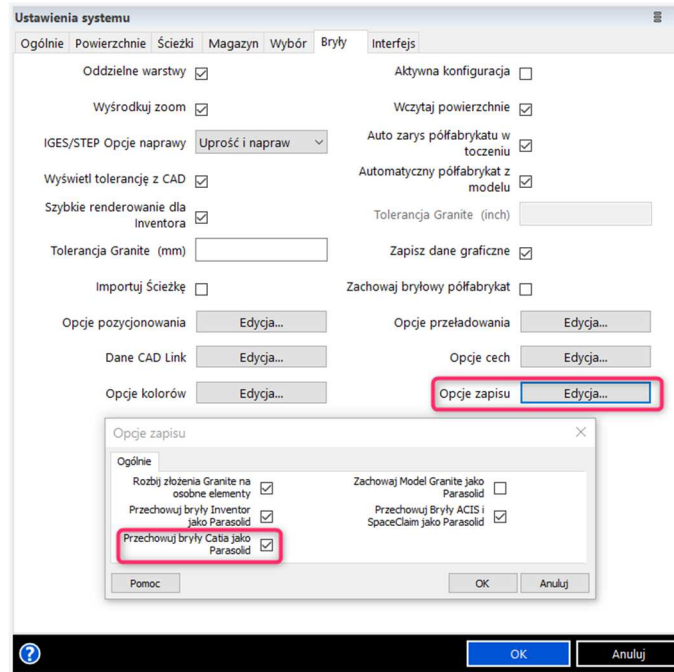 Ustawienia systemu
Ogólnie Powierzchnie Ścieżki Magazyn Wybór Bryły Interfejs
Oddzielne warstwy
Aktywna konfiguracja
Wyśrodkuj zoom
Wczytaj powierzchnie
IGES/STEP Opcje naprawy Uprość i napraw
Auto zarys półfabrykatu w
toczeniu
Wyświetl tolerancję z CAD
Automatyczny półfabrykat z
modelu
Szybkie renderowanie dla
Inventora
Tolerancja Granite (inch)
Tolerancja Granite (mm)
Zapisz dane graficzne
Importuj Ścieżkę
Zachowaj bryłowy półfabrykat
Opcje pozycjonowania Edycja...
Opcje przeładowania Edycja...
Dane CAD Link Edycja...
Opcje cech Edycja...
Opcje kolorów Edycja...
Opcje zapisu Edycja...
Opcje zapisu
Ogólnie
Rozbij złożenia Granite na
osobne elementy
Zachowaj Model Granite jako
Parasolid
Przechowuj bryły Inventor
jako Parasolid
Przechowuj Bryły ACIS i
SpaceClaim jako Parasolid
Przechowuj bryły Catia jako
Parasolid
Pomoc OK Anuluj
? OK Anuluj